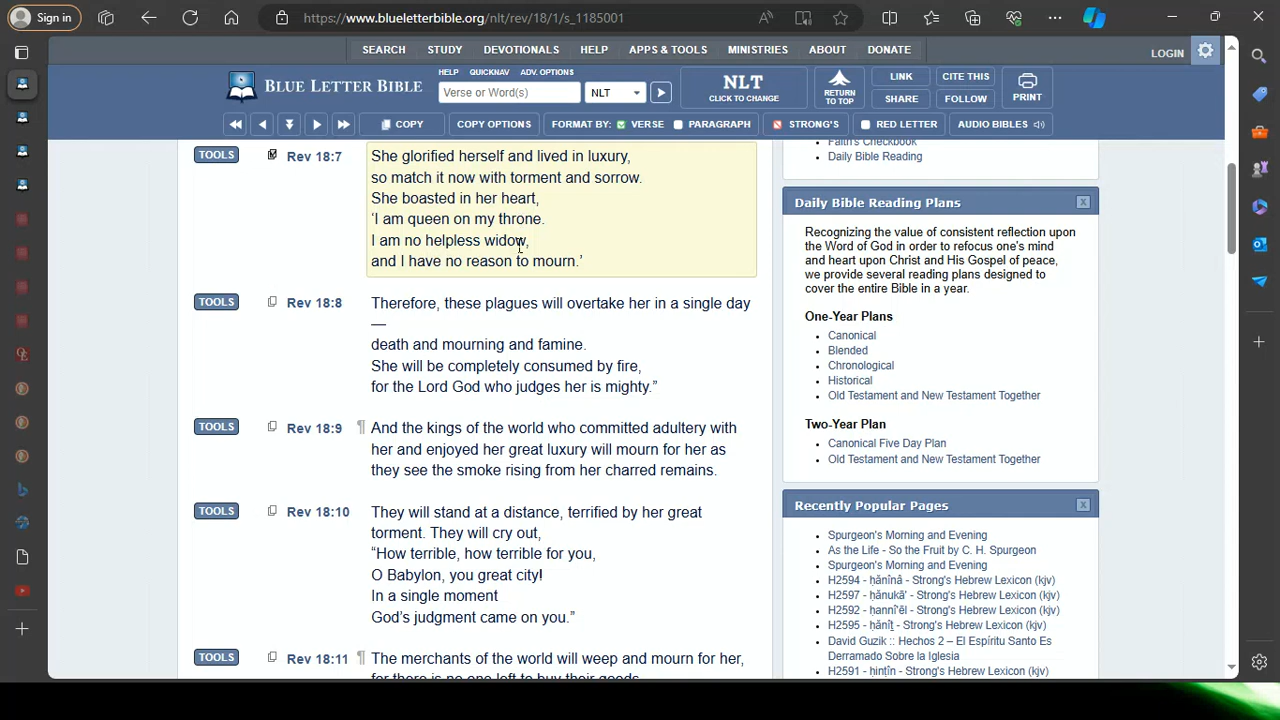 Sign in
https://www.blueletterbible.org/nlt/rev/18/1/s_1185001
SEARCH STUDY DEVOTIONALS HELP APPS & TOOLS MINISTRIES ABOUT DONATE LOGIN
BLUE LETTER BIBLE
HELP QUICKNAV ADV. OPTIONS
Verse or Word(s) NLT
NLT
CLICK TO CHANGE
RETURN
TO TOP
LINK CITE THIS
SHARE FOLLOW
PRINT
COPY COPY OPTIONS FORMAT BY: VERSE PARAGRAPH STRONG'S RED LETTER AUDIO BIBLES
TOOLS Rev 18:7 She glorified herself and lived in luxury,
so match it now with torment and sorrow.
She boasted in her heart,
‘I am queen on my throne.
I am no helpless widow,
and I have no reason to mourn.’
TOOLS Rev 18:8 Therefore, these plagues will overtake her in a single day
—
death and mourning and famine.
She will be completely consumed by fire,
for the Lord God who judges her is mighty.”
TOOLS Rev 18:9 ¶ And the kings of the world who committed adultery with
her and enjoyed her great luxury will mourn for her as
they see the smoke rising from her charred remains.
TOOLS Rev 18:10 They will stand at a distance, terrified by her great
torment. They will cry out,
“How terrible, how terrible for you,
O Babylon, you great city!
In a single moment
God’s judgment came on you.”
TOOLS Rev 18:11 ¶ The merchants of the world will weep and mourn for her,
for there is no one left to buy their goods.
Faith's Checkbook
Daily Bible Reading
Daily Bible Reading Plans
Recognizing the value of consistent reflection upon
the Word of God in order to refocus one's mind
and heart upon Christ and His Gospel of peace,
we provide several reading plans designed to
cover the entire Bible in a year.
One-Year Plans
Canonical
Blended
Chronological
Historical
Old Testament and New Testament Together
Two-Year Plan
Canonical Five Day Plan
Old Testament and New Testament Together
Recently Popular Pages
Spurgeon's Morning and Evening
As the Life - So the Fruit by C. H. Spurgeon
Spurgeon's Morning and Evening
H2594 - ḥănînâ - Strong's Hebrew Lexicon (kjv)
H2597 - ḥănukā' - Strong's Hebrew Lexicon (kjv)
H2592 - ḥannî'ēl - Strong's Hebrew Lexicon (kjv)
H2595 - ḥănîṯ - Strong's Hebrew Lexicon (kjv)
David Guzik :: Hechos 2 – El Espíritu Santo Es
Derramado Sobre la Iglesia
H2591 - ḥinṭîn - Strong's Hebrew Lexicon (kjv)